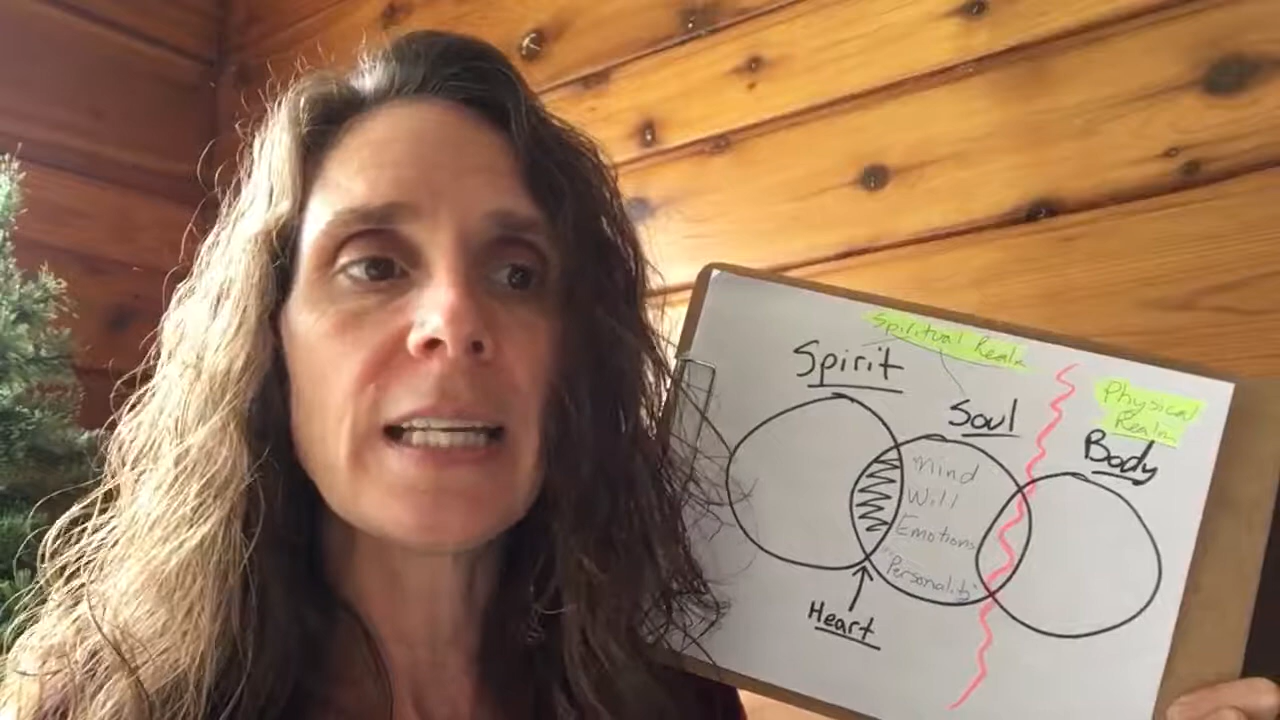 Spiritual Realm
Spirit
Soul
Physical
Realm
Body
Mind
Will
Emotions
"Personality"
Heart